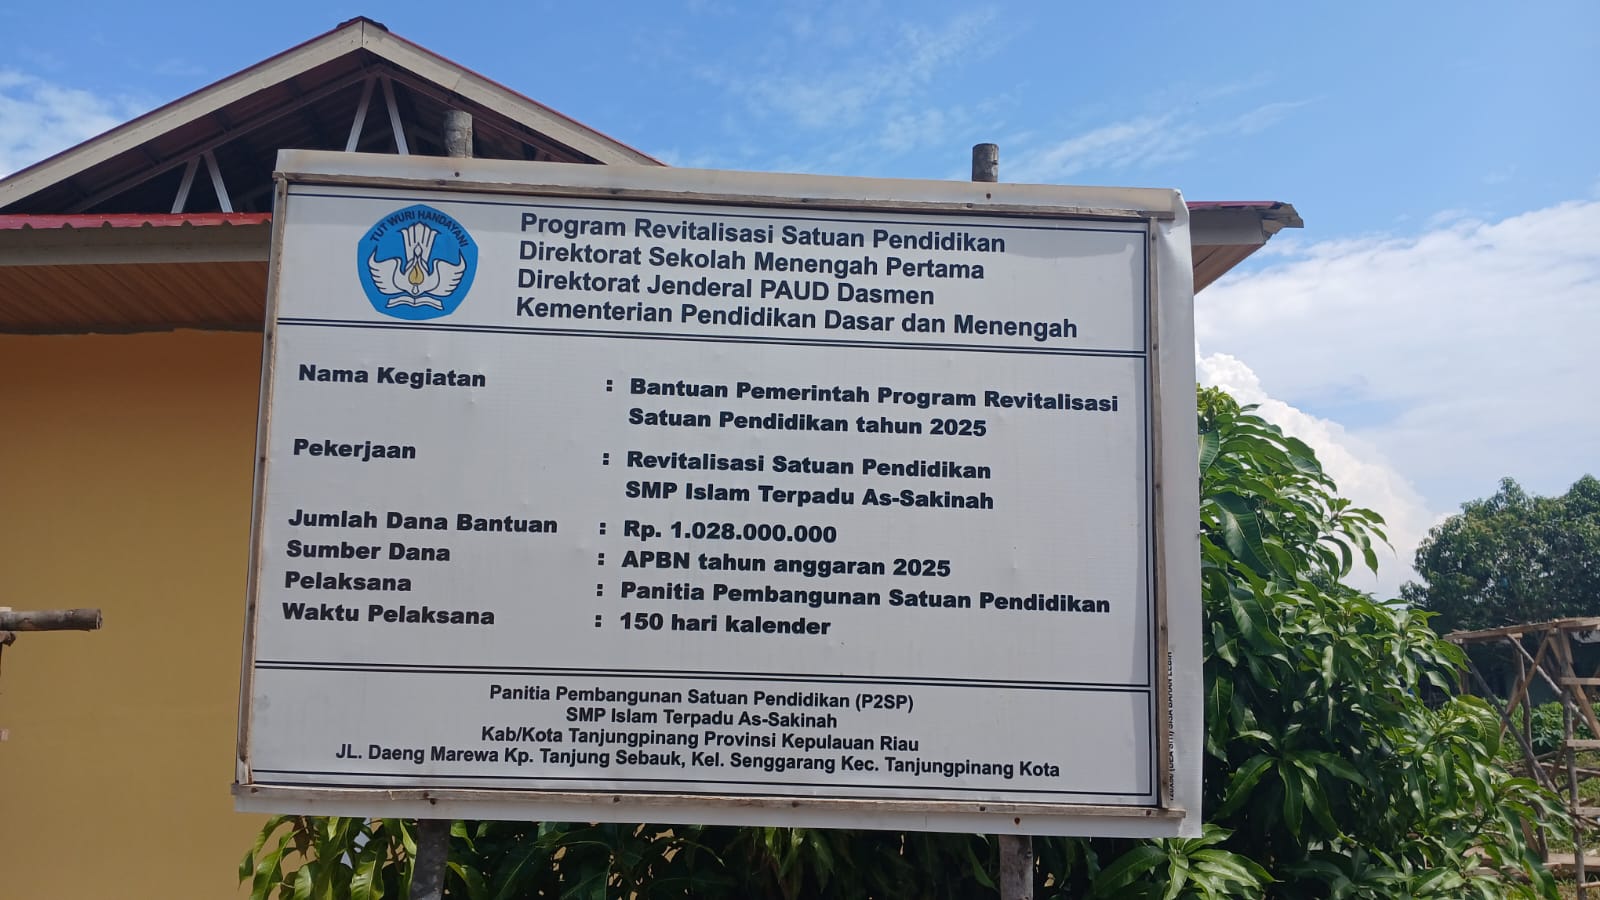 TUT WURI HANDAYANI
Program Revitalisasi Satuan Pendidikan
Direktorat Sekolah Menengah Pertama
Direktorat Jenderal PAUD Dasmen
Kementerian Pendidikan Dasar dan Menengah
Nama Kegiatan : Bantuan Pemerintah Program Revitalisasi
Satuan Pendidikan tahun 2025
Pekerjaan : Revitalisasi Satuan Pendidikan
SMP Islam Terpadu As-Sakinah
Jumlah Dana Bantuan : Rp. 1.028.000.000
Sumber Dana : APBN tahun anggaran 2025
Pelaksana : Panitia Pembangunan Satuan Pendidikan
Waktu Pelaksana : 150 hari kalender
Panitia Pembangunan Satuan Pendidikan (P2SP)
SMP Islam Terpadu As-Sakinah
Kab/Kota Tanjungpinang Provinsi Kepulauan Riau
JL. Daeng Marewa Kp. Tanjung Sebauk, Kel. Senggarang Kec. Tanjungpinang Kota